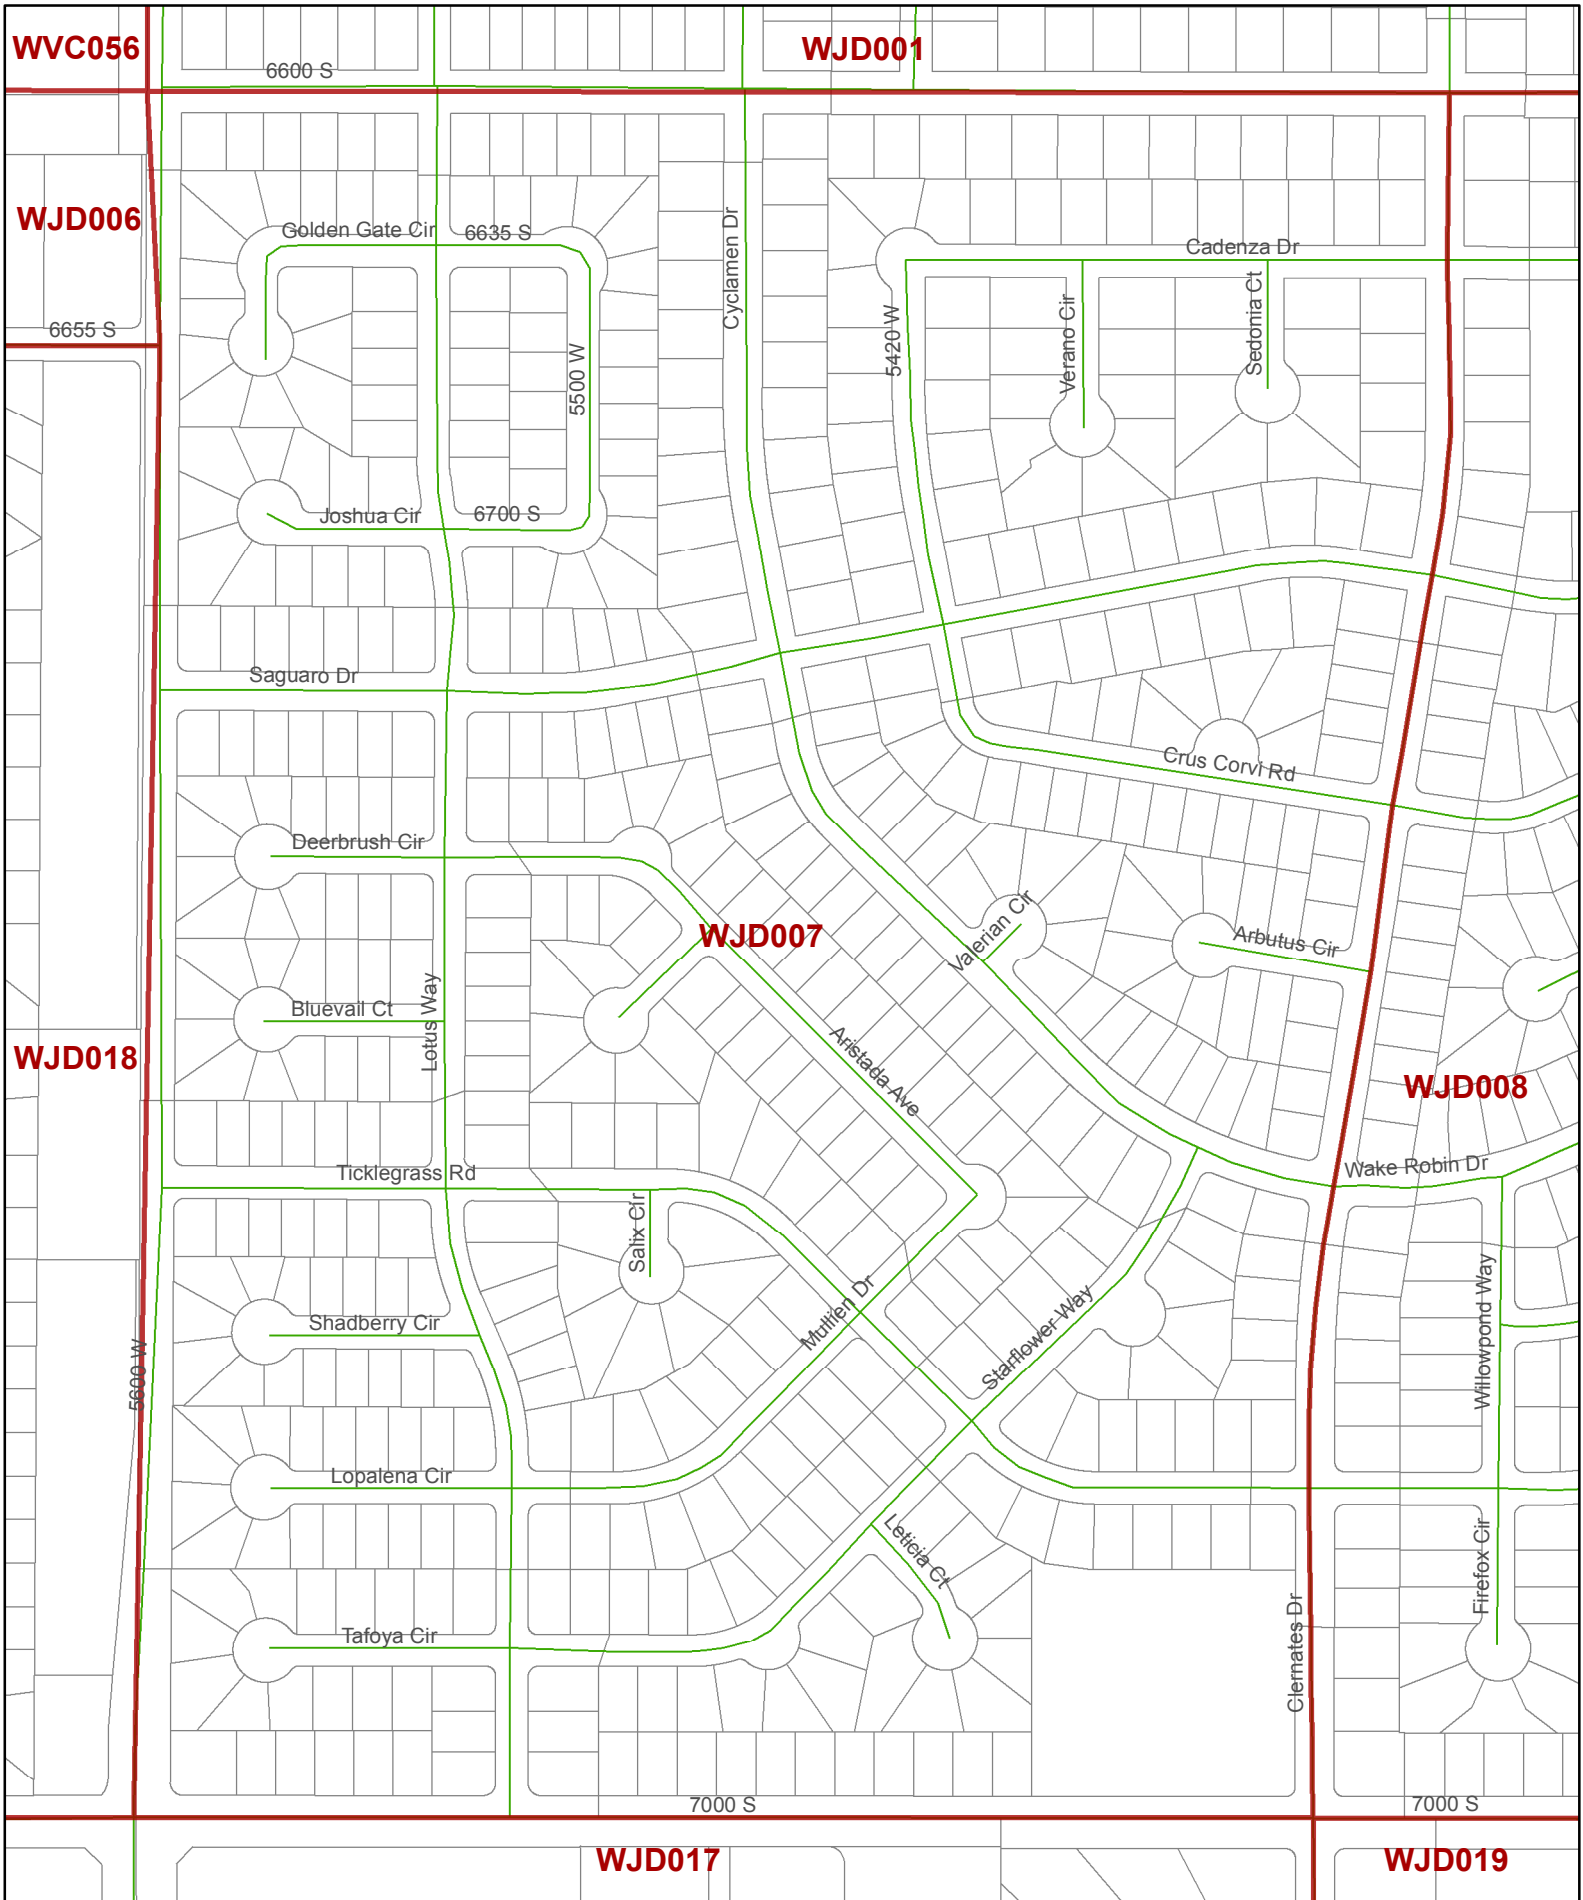 WVC056
WJD001
6600 S
WJD006
Golden Gate Cir
6635 S
Cyclamen Dr
Cadenza Dr
Sedonia Ct
Verano Cir
5420 W
6655 S
5500 W
Joshua Cir
6700 S
Saguaro Dr
Crus Corvi Rd
Deerbrush Cir
WJD007
Valerian Cir
Arbutus Cir
Bluevail Ct
Lotus Way
WJD018
Aristada Ave
WJD008
Ticklegrass Rd
Wake Robin Dr
Salix Cir
Shadberry Cir
Mullien Dr
Starflower Way
Willowpond Way
5600 W
Lopalena Cir
Leticia Ct
Firefox Cir
Tafoya Cir
Clernates Dr
7000 S
7000 S
WJD017
WJD019